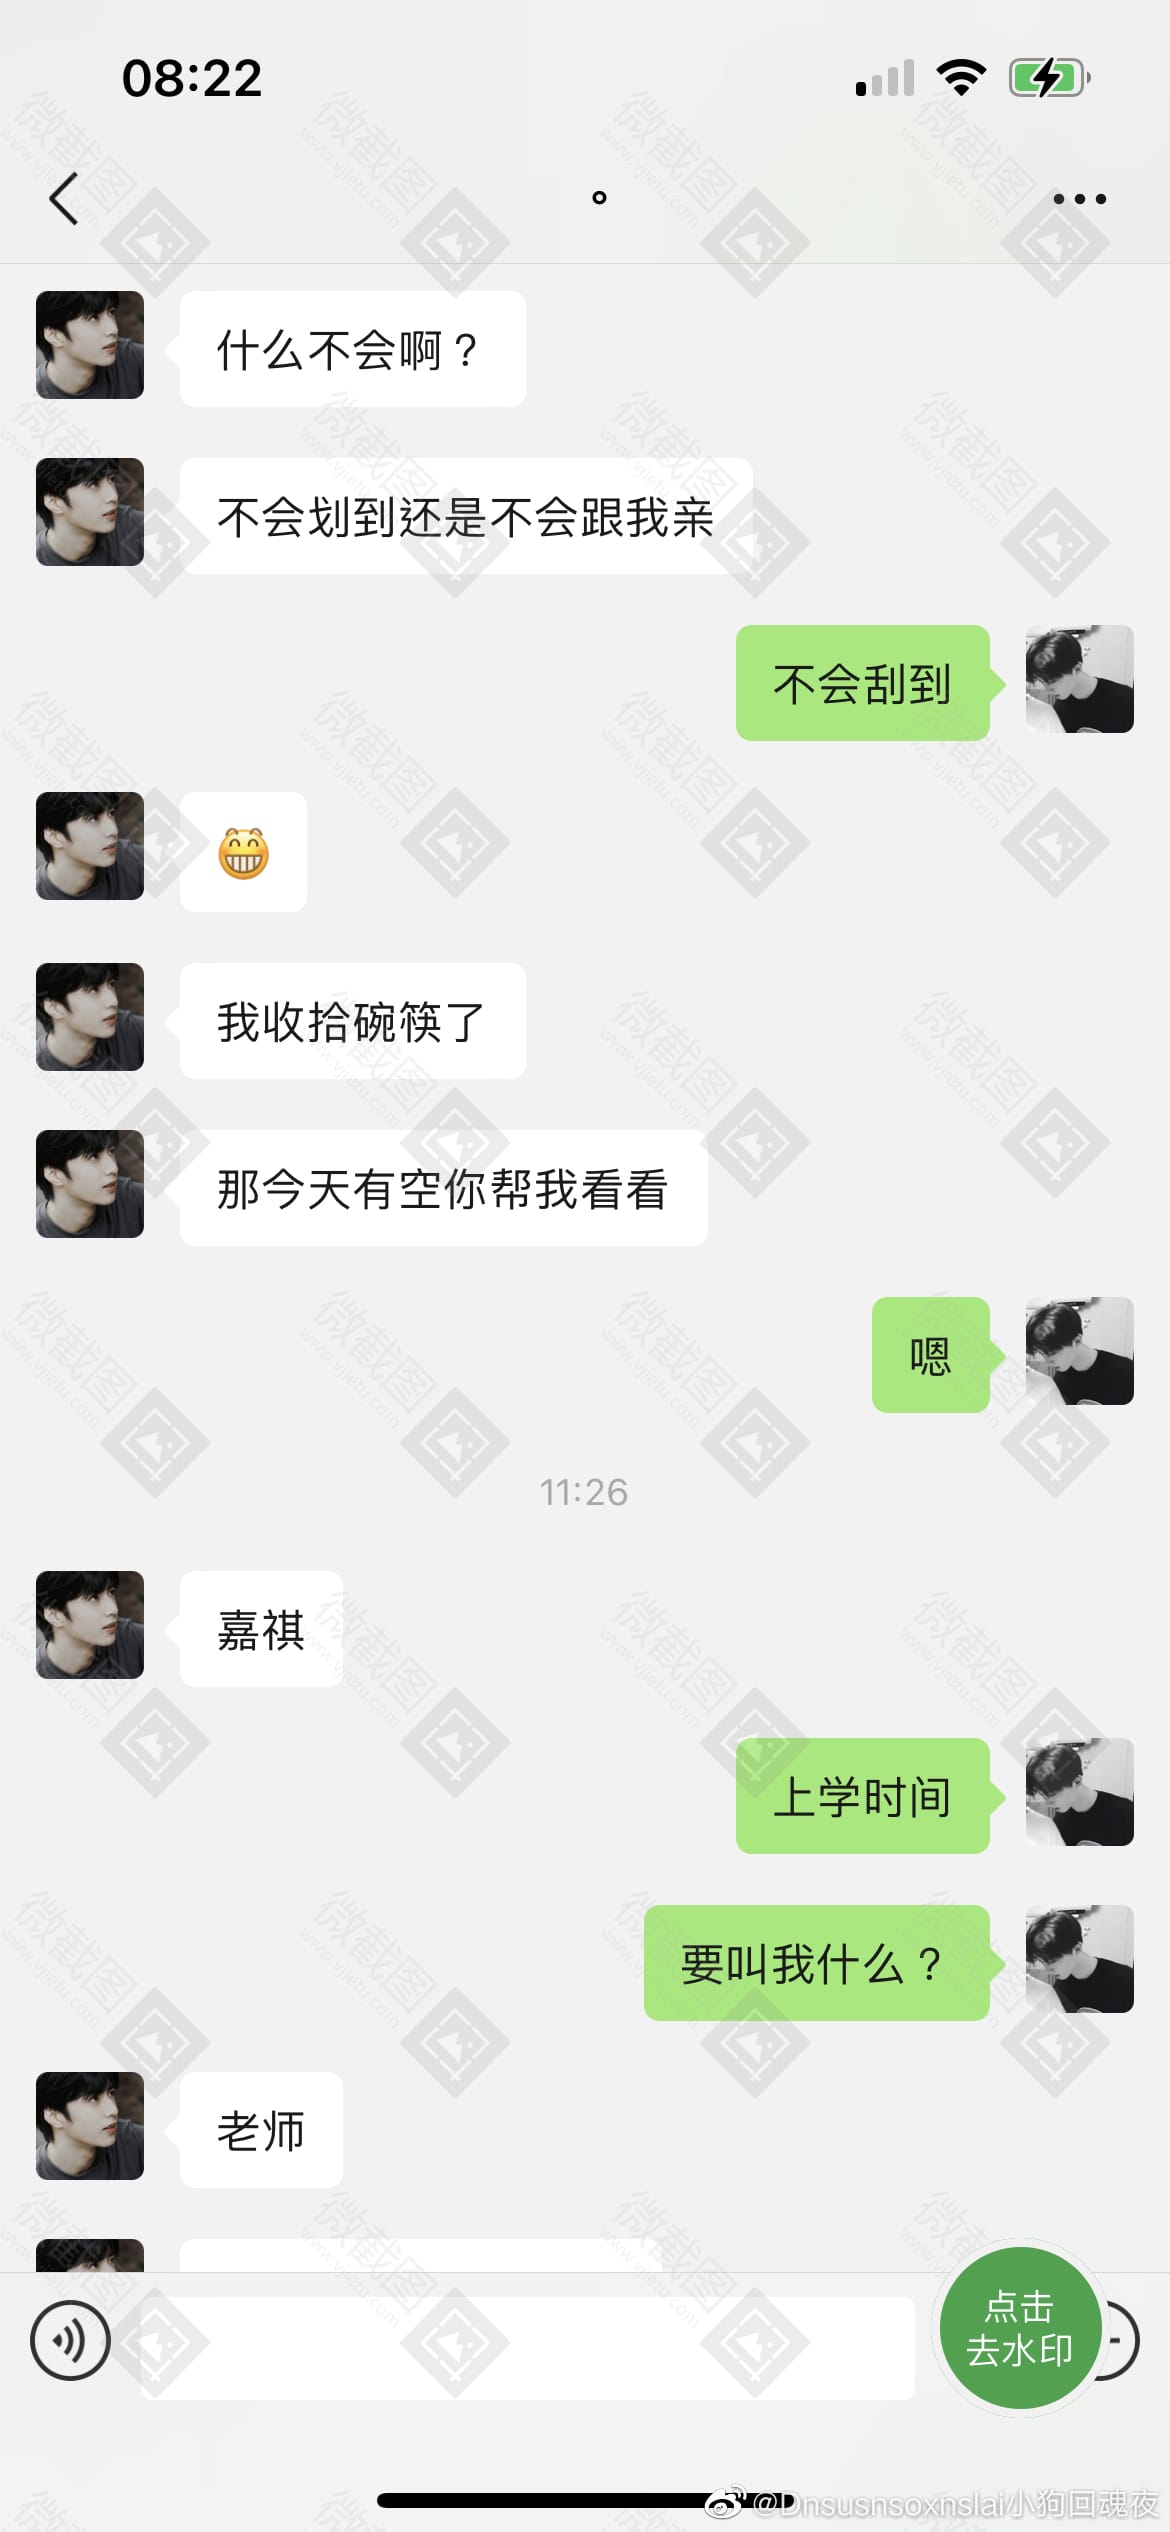 08:22
什么不会啊？
不会划到还是不会跟我亲
不会刮到
😁
我收拾碗筷了
那今天有空你帮我看看
嗯
11:26
嘉祺
上学时间
要叫我什么？
老师
点击
去水印
@Dnsusnsoxnslai小狗回魂夜
微截图
www.vjietu.com